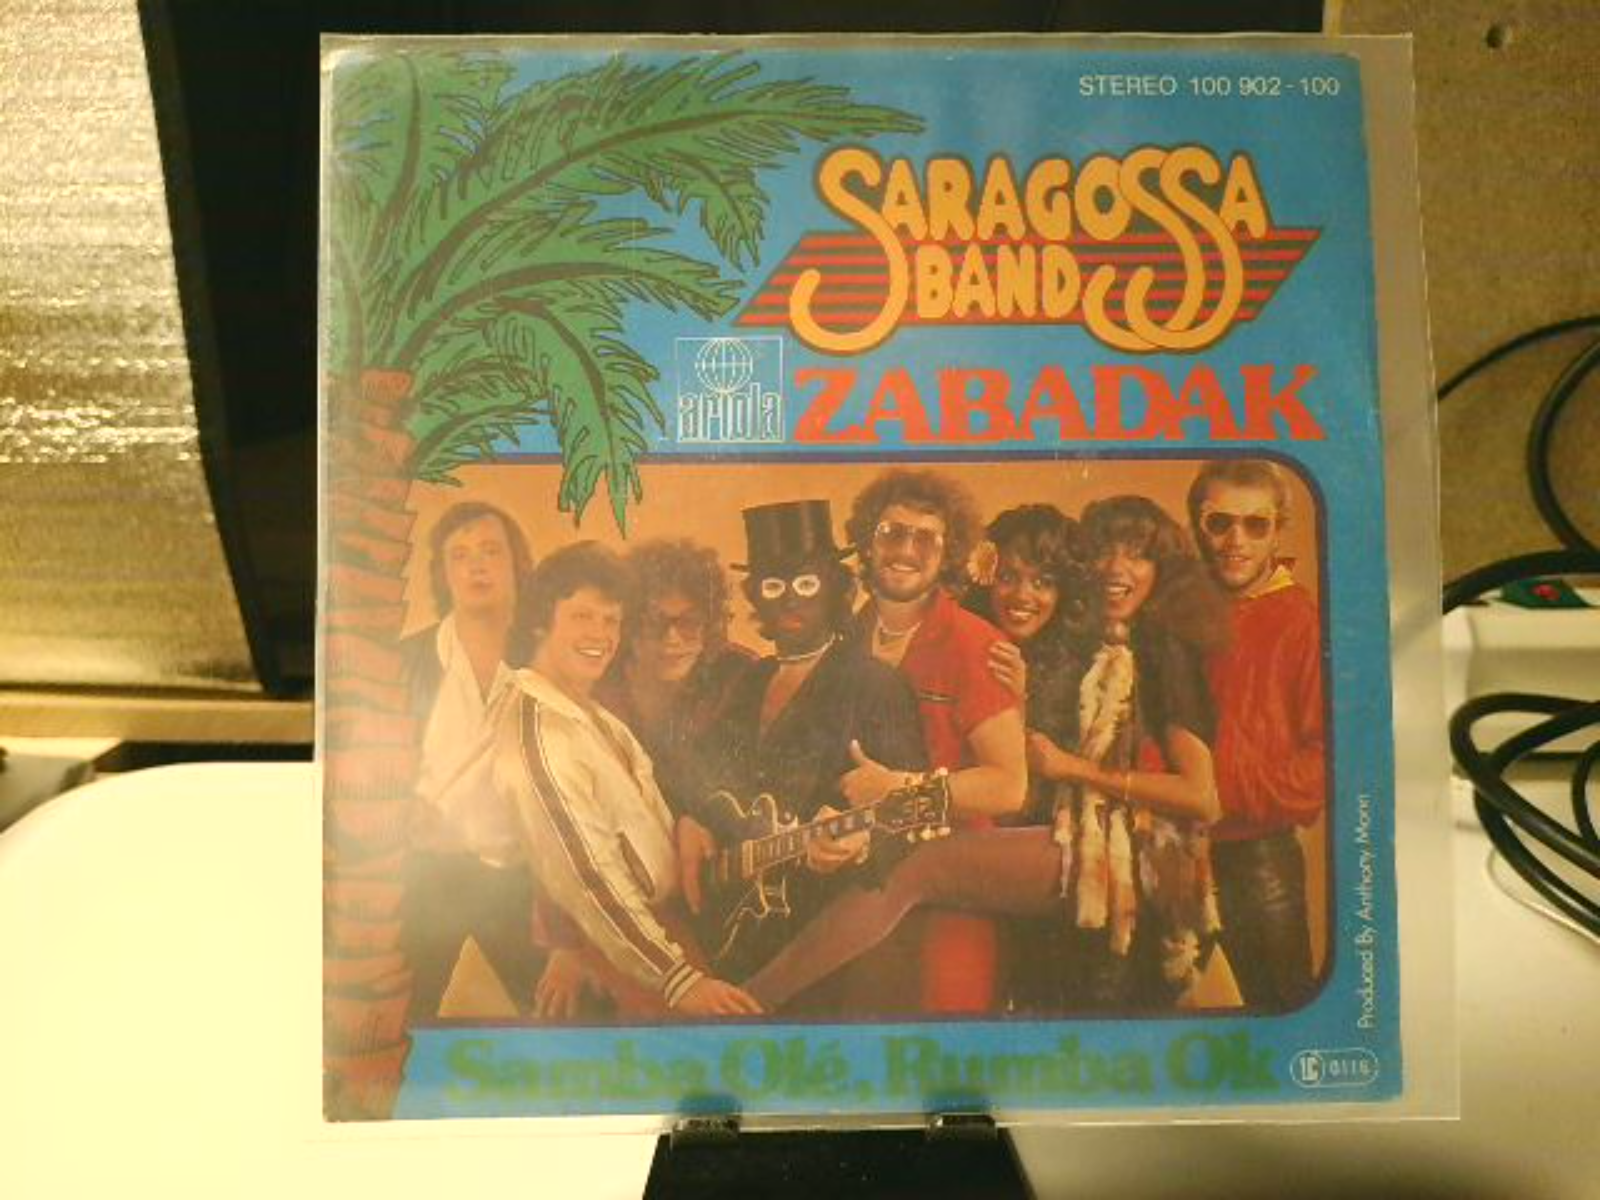 STEREO 100 902-100
SARAGOSSA
BAND
ariola
ZABADAK
Produced By Anthony Monn
Samba Olé, Rumba Ok
LC 0116